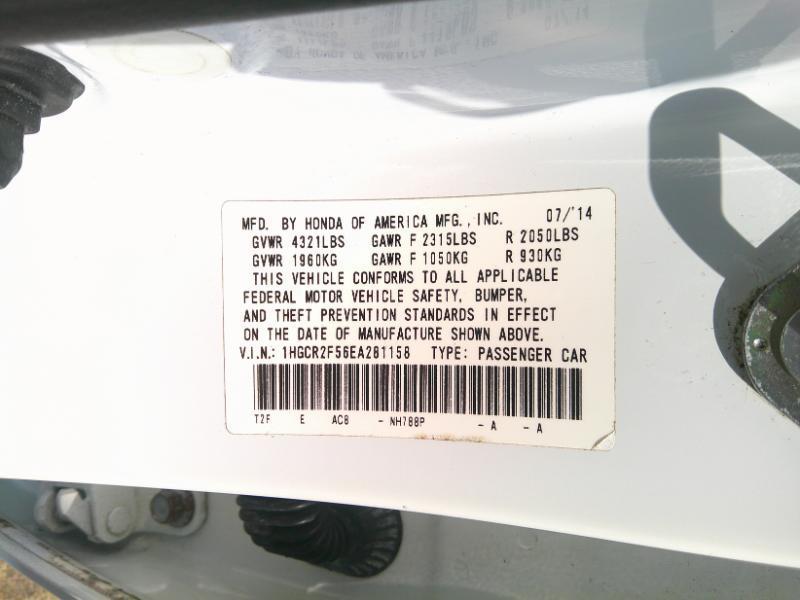 MFD. BY HONDA OF AMERICA MFG., INC. 07/'14
GVWR 4321LBS GAWR F 2315LBS R 2050LBS
GVWR 1960KG GAWR F 1050KG R 930KG
THIS VEHICLE CONFORMS TO ALL APPLICABLE
FEDERAL MOTOR VEHICLE SAFETY, BUMPER,
AND THEFT PREVENTION STANDARDS IN EFFECT
ON THE DATE OF MANUFACTURE SHOWN ABOVE.
V.I.N.: 1HGCR2F56EA281158 TYPE: PASSENGER CAR
T2F E AC8 - NH788P - A - A